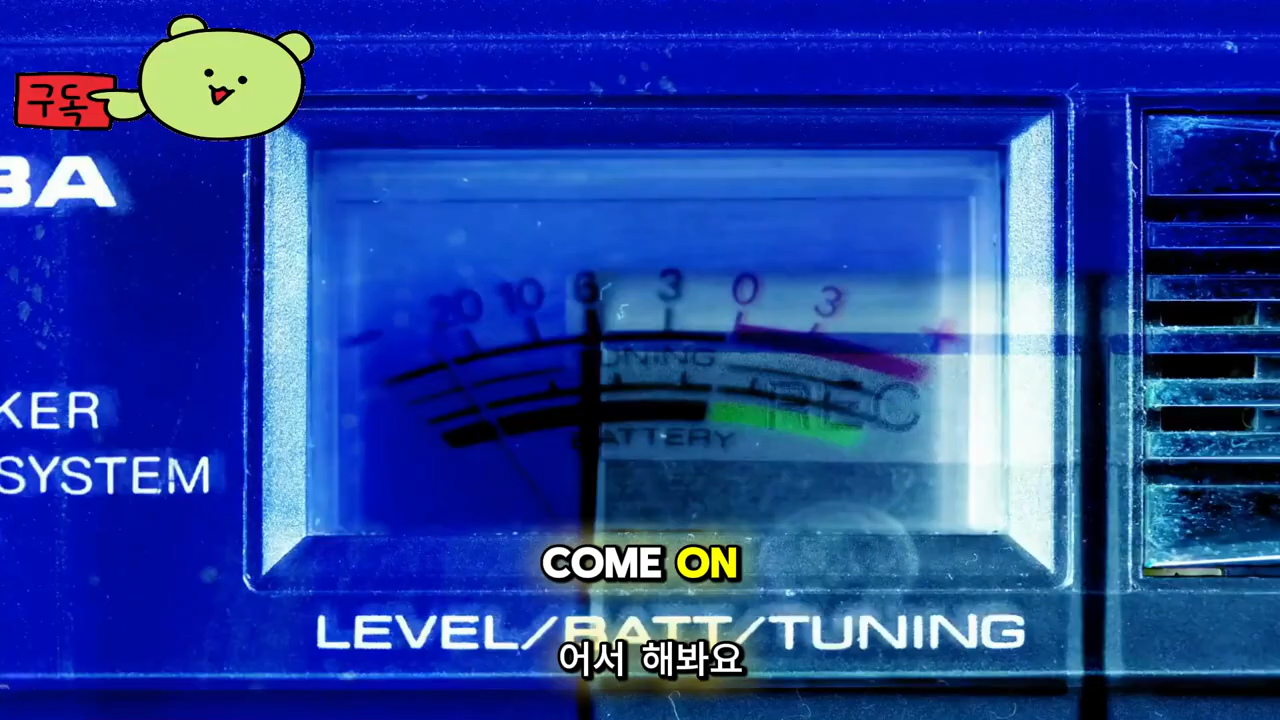 구독
BA
20 10 6 3 0 3 +
TUNING
REC
BATTERY
KER
SYSTEM
COME ON
LEVEL/BATT/TUNING
어서 해봐요